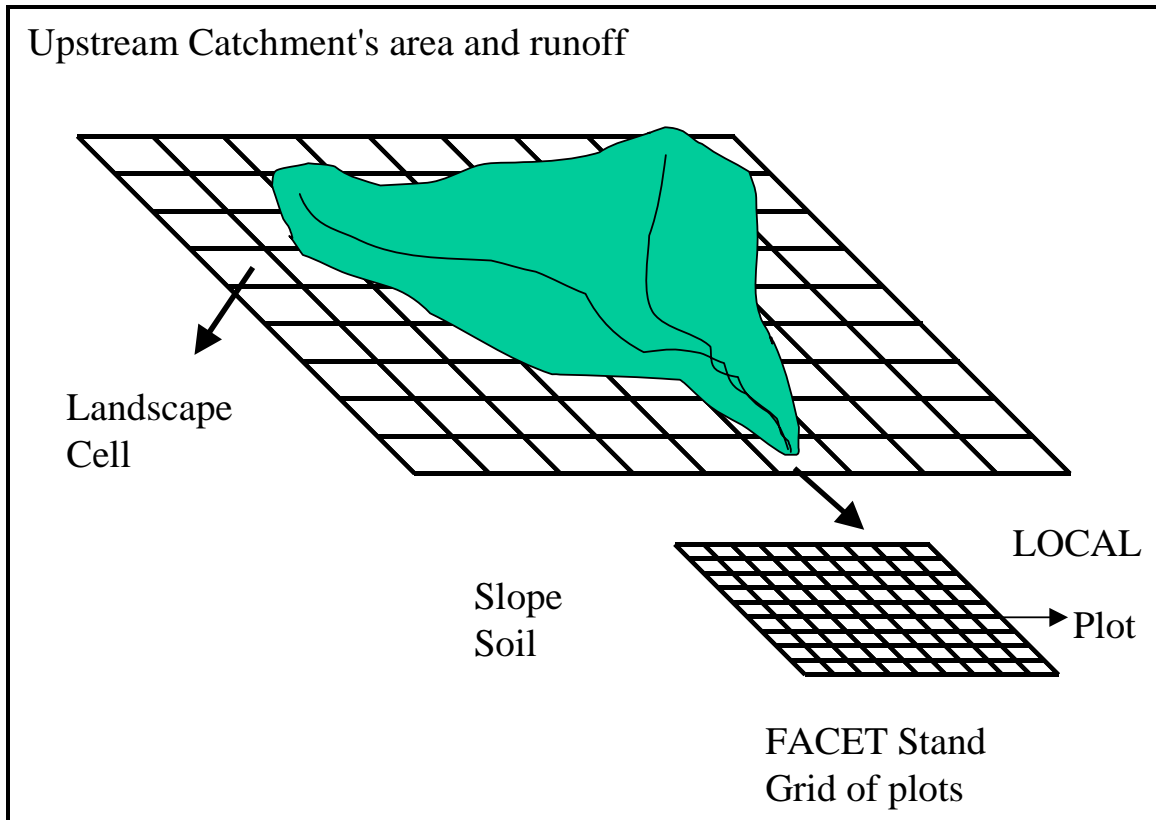 Upstream Catchment's area and runoff
Landscape
Cell
LOCAL
Slope
Soil
Plot
FACET Stand
Grid of plots